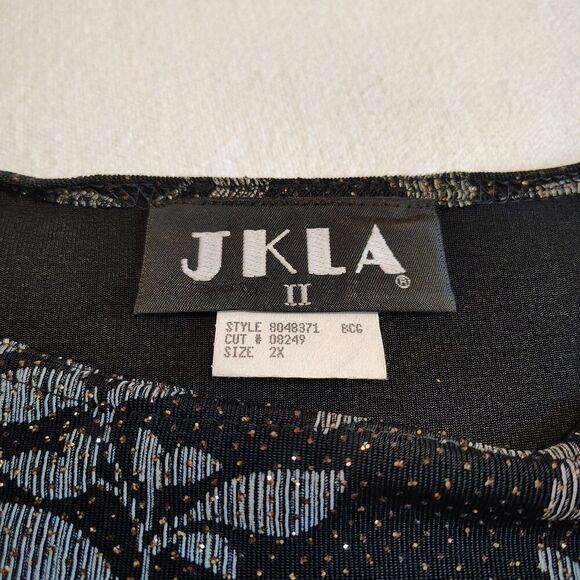 JKLA
II
®
STYLE 8048371 BCG
CUT # 08249
SIZE 2X